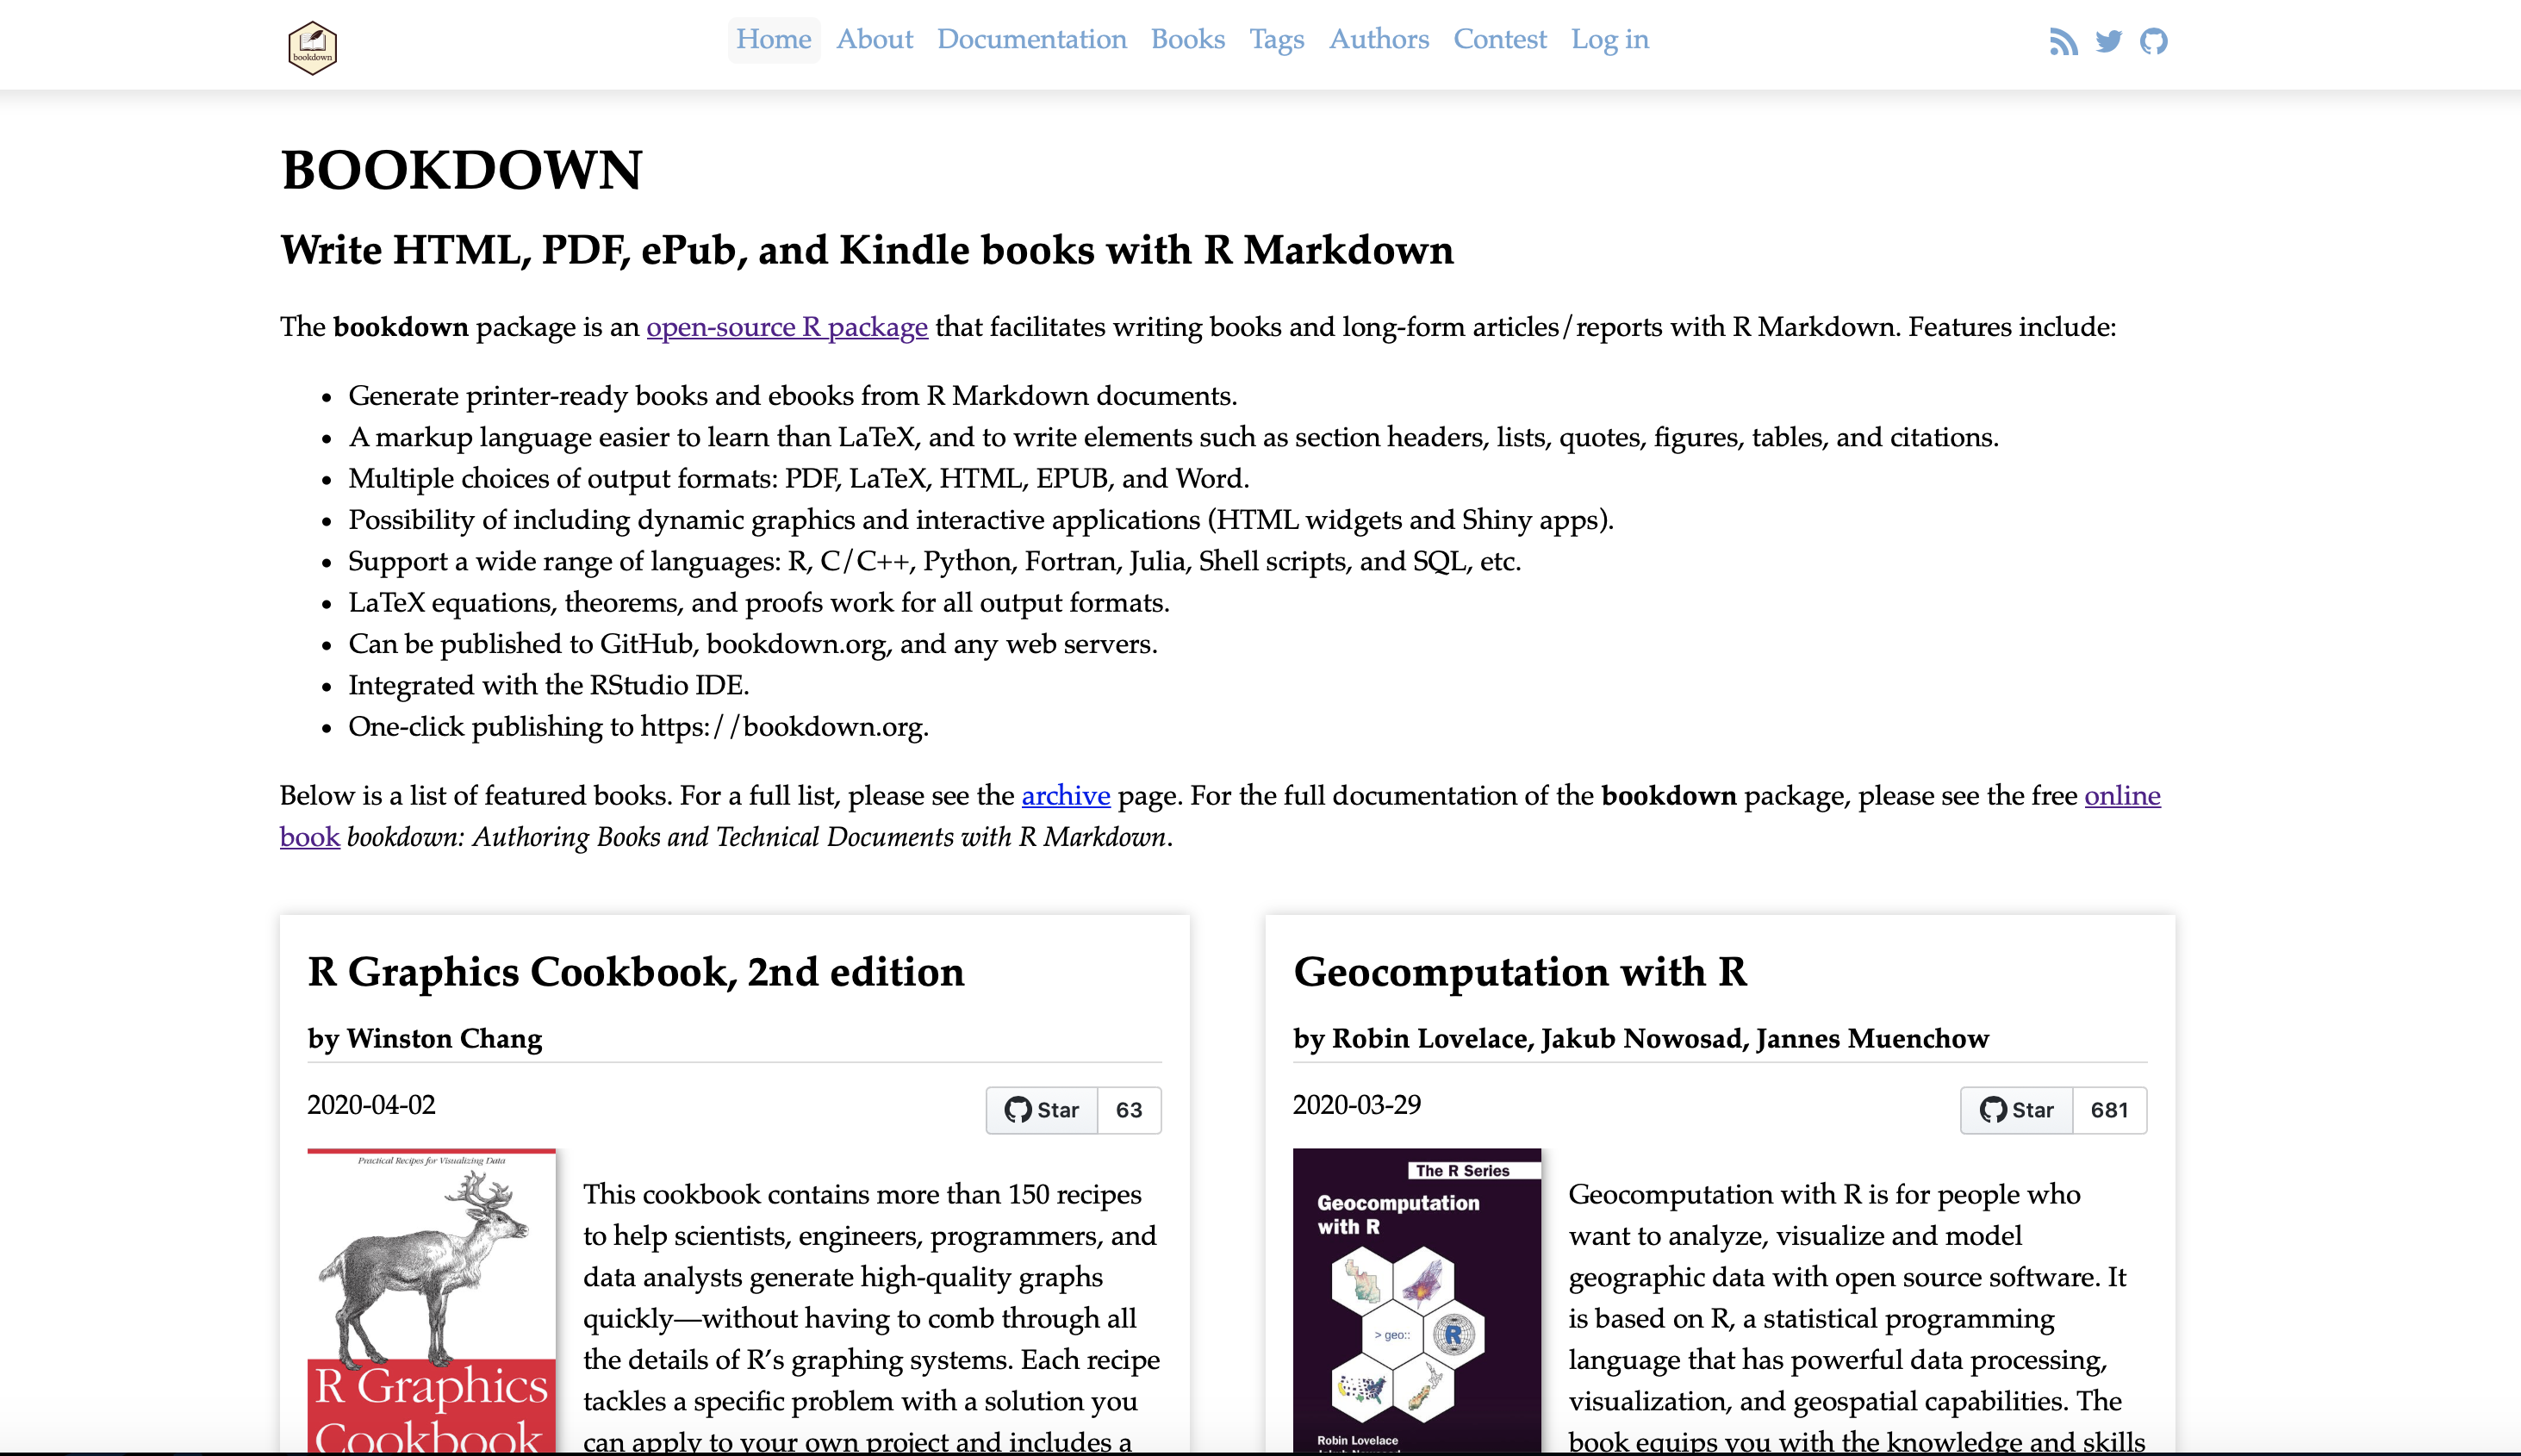 bookdown
Home About Documentation Books Tags Authors Contest Log in
BOOKDOWN
Write HTML, PDF, ePub, and Kindle books with R Markdown
The bookdown package is an open-source R package that facilitates writing books and long-form articles/reports with R Markdown. Features include:
• Generate printer-ready books and ebooks from R Markdown documents.
• A markup language easier to learn than LaTeX, and to write elements such as section headers, lists, quotes, figures, tables, and citations.
• Multiple choices of output formats: PDF, LaTeX, HTML, EPUB, and Word.
• Possibility of including dynamic graphics and interactive applications (HTML widgets and Shiny apps).
• Support a wide range of languages: R, C/C++, Python, Fortran, Julia, Shell scripts, and SQL, etc.
• LaTeX equations, theorems, and proofs work for all output formats.
• Can be published to GitHub, bookdown.org, and any web servers.
• Integrated with the RStudio IDE.
• One-click publishing to https://bookdown.org.
Below is a list of featured books. For a full list, please see the archive page. For the full documentation of the bookdown package, please see the free online
book bookdown: Authoring Books and Technical Documents with R Markdown.
R Graphics Cookbook, 2nd edition
by Winston Chang
2020-04-02
Star 63
Practical Recipes for Visualizing Data
R Graphics
Cookbook
This cookbook contains more than 150 recipes
to help scientists, engineers, programmers, and
data analysts generate high-quality graphs
quickly—without having to comb through all
the details of R’s graphing systems. Each recipe
tackles a specific problem with a solution you
can apply to your own project and includes a
Geocomputation with R
by Robin Lovelace, Jakub Nowosad, Jannes Muenchow
2020-03-29
Star 681
The R Series
Geocomputation
with R
> geo::
R
Robin Lovelace
Geocomputation with R is for people who
want to analyze, visualize and model
geographic data with open source software. It
is based on R, a statistical programming
language that has powerful data processing,
visualization, and geospatial capabilities. The
book equips you with the knowledge and skills